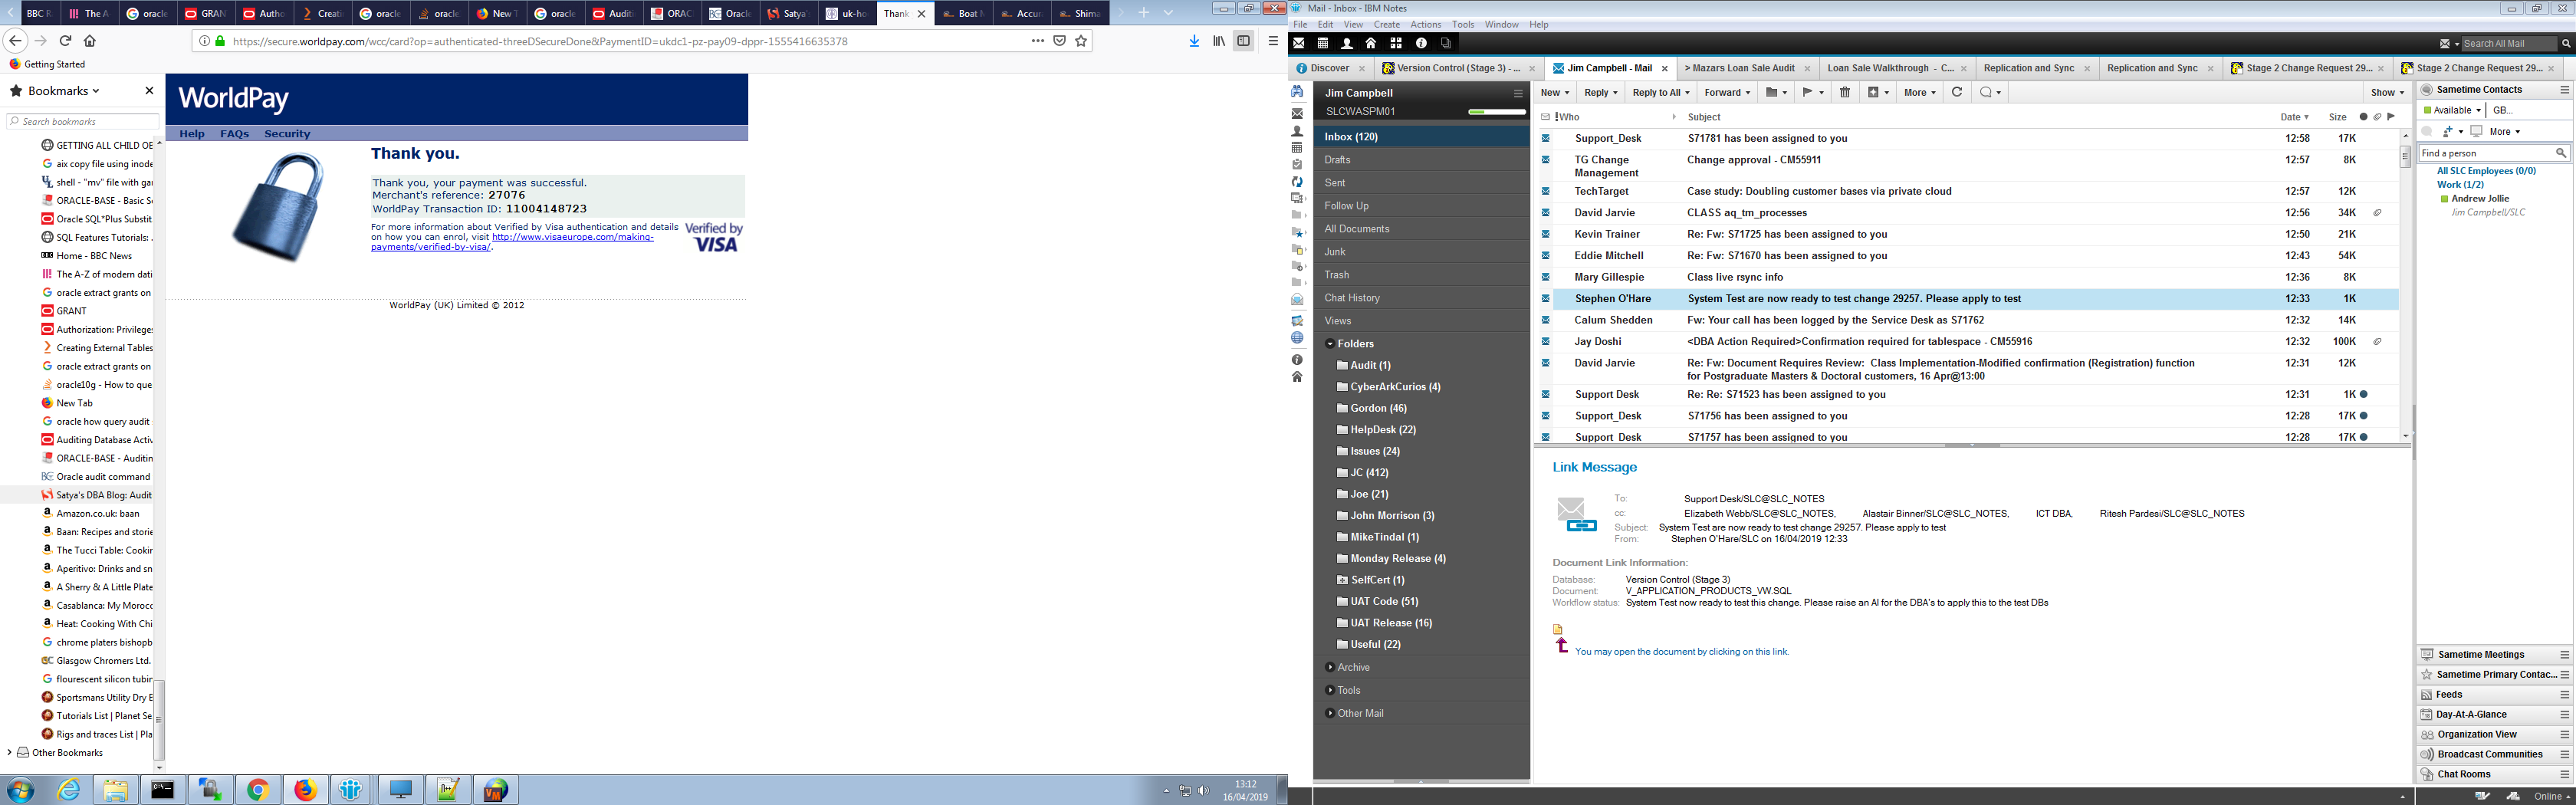 BBC R
The A
oracle
GRAN
Autho
Creati
oracle
oracle
New T
oracle
Auditi
ORAC
Oracle
Satya's
uk-ho
Thank
Boat
Accur
Shima
https://secure.worldpay.com/wcc/card?op=authenticated-threeDSecureDone&PaymentID=ukdc1-pz-pay09-dppr-1555416635378
Getting Started
Bookmarks
Search bookmarks
GETTING ALL CHILD OE
aix copy file using inode
shell - "mv" file with gar
ORACLE-BASE - Basic Se
Oracle SQL*Plus Substit
SQL Features Tutorials: .
Home - BBC News
The A-Z of modern dati
oracle extract grants on
GRANT
Authorization: Privileges
Creating External Tables
oracle extract grants on
oracle10g - How to que
New Tab
oracle how query audit
Auditing Database Activ
ORACLE-BASE - Auditin
Oracle audit command
Satya's DBA Blog: Audit
Amazon.co.uk: baan
Baan: Recipes and storie
The Tucci Table: Cookin
Aperitivo: Drinks and sn
A Sherry & A Little Plate
Casablanca: My Morocc
Heat: Cooking With Chi
chrome platers bishopb
Glasgow Chromers Ltd.
flourescent silicon tubin
Sportsmans Utility Dry E
Tutorials List | Planet Se
Rigs and traces List | Pla
Other Bookmarks
WorldPay
Help FAQs Security
Thank you.
Thank you, your payment was successful.
Merchant's reference: 27076
WorldPay Transaction ID: 11004148723
For more information about Verified by Visa authentication and details
on how you can enrol, visit http://www.visaeurope.com/making-
payments/verified-by-visa/.
Verified by
VISA
WorldPay (UK) Limited © 2012
13:12
16/04/2019
Mail - Inbox - IBM Notes
File Edit View Create Actions Tools Window Help
Search All Mail
Discover
Version Control (Stage 3) - ...
Jim Campbell - Mail
> Mazars Loan Sale Audit
Loan Sale Walkthrough - C...
Replication and Sync
Replication and Sync
Stage 2 Change Request 29...
Stage 2 Change Request 29...
Jim Campbell
SLCWASPM01
Inbox (120)
Drafts
Sent
Follow Up
All Documents
Junk
Trash
Chat History
Views
Folders
Audit (1)
CyberArkCurios (4)
Gordon (46)
HelpDesk (22)
Issues (24)
JC (412)
Joe (21)
John Morrison (3)
MikeTindal (1)
Monday Release (4)
SelfCert (1)
UAT Code (51)
UAT Release (16)
Useful (22)
Archive
Tools
Other Mail
New Reply Reply to All Forward More Show
! Who Subject Date Size
Support_Desk S71781 has been assigned to you 12:58 17K
TG Change Management Change approval - CM55911 12:57 8K
TechTarget Case study: Doubling customer bases via private cloud 12:57 12K
David Jarvie CLASS aq_tm_processes 12:56 34K
Kevin Trainer Re: Fw: S71725 has been assigned to you 12:50 21K
Eddie Mitchell Re: Fw: S71670 has been assigned to you 12:43 54K
Mary Gillespie Class live rsync info 12:36 8K
Stephen O'Hare System Test are now ready to test change 29257. Please apply to test 12:33 1K
Calum Shedden Fw: Your call has been logged by the Service Desk as S71762 12:32 14K
Jay Doshi <DBA Action Required>Confirmation required for tablespace - CM55916 12:32 100K
David Jarvie Re: Fw: Document Requires Review: Class Implementation-Modified confirmation (Registration) function 12:31 12K
for Postgraduate Masters & Doctoral customers, 16 Apr@13:00
Support Desk Re: Re: S71523 has been assigned to you 12:31 1K
Support_Desk S71756 has been assigned to you 12:28 17K
Support Desk S71757 has been assigned to you 12:28 17K
Link Message
To: Support Desk/SLC@SLC_NOTES
cc: Elizabeth Webb/SLC@SLC_NOTES, Alastair Binner/SLC@SLC_NOTES, ICT DBA, Ritesh Pardesi/SLC@SLC_NOTES
Subject: System Test are now ready to test change 29257. Please apply to test
From: Stephen O'Hare/SLC on 16/04/2019 12:33
Document Link Information:
Database: Version Control (Stage 3)
Document: V_APPLICATION_PRODUCTS_VW.SQL
Workflow status: System Test now ready to test this change. Please raise an AI for the DBA's to apply this to the test DBs
You may open the document by clicking on this link.
Sametime Contacts
Available GB...
More
Find a person
All SLC Employees (0/0)
Work (1/2)
Andrew Jollie
Jim Campbell/SLC
Sametime Meetings
Sametime Primary Contac...
Feeds
Day-At-A-Glance
Organization View
Broadcast Communities
Chat Rooms
Online